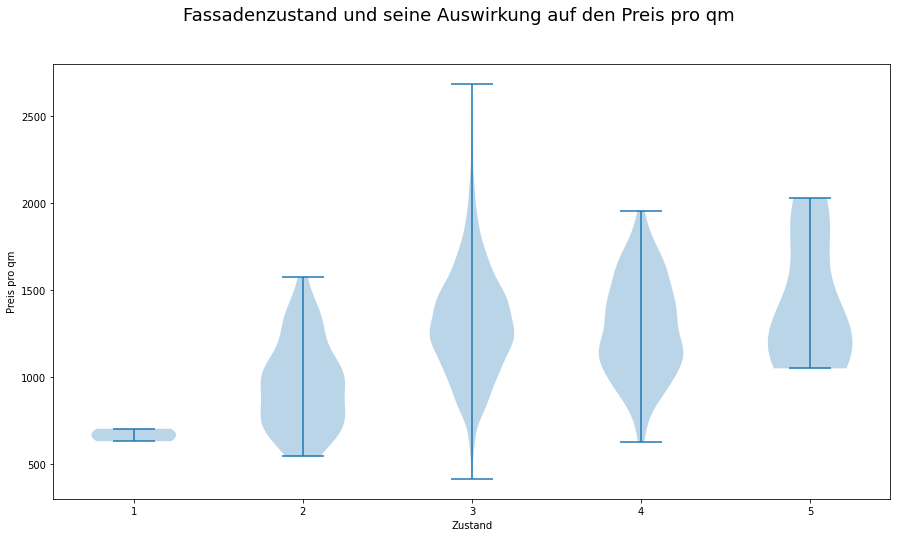 Fassadenzustand und seine Auswirkung auf den Preis pro qm
2500
2000
1500
1000
500
Preis pro qm
1 2 3 4 5
Zustand